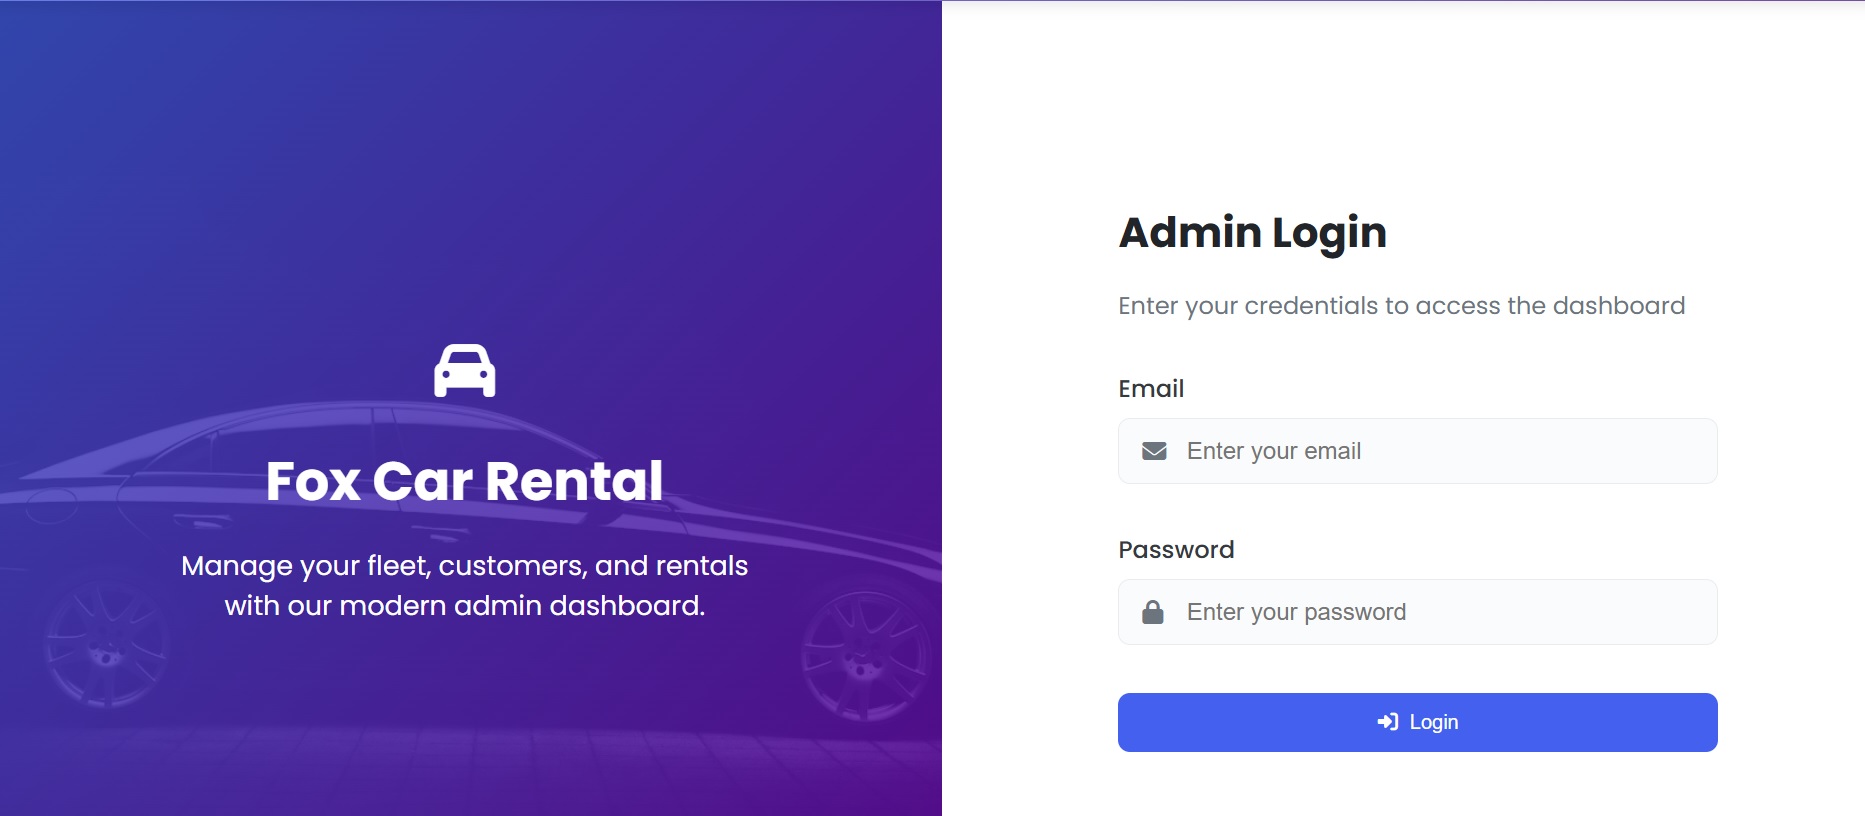 Fox Car Rental
Manage your fleet, customers, and rentals
with our modern admin dashboard.
Admin Login
Enter your credentials to access the dashboard
Email
Enter your email
Password
Enter your password
Login